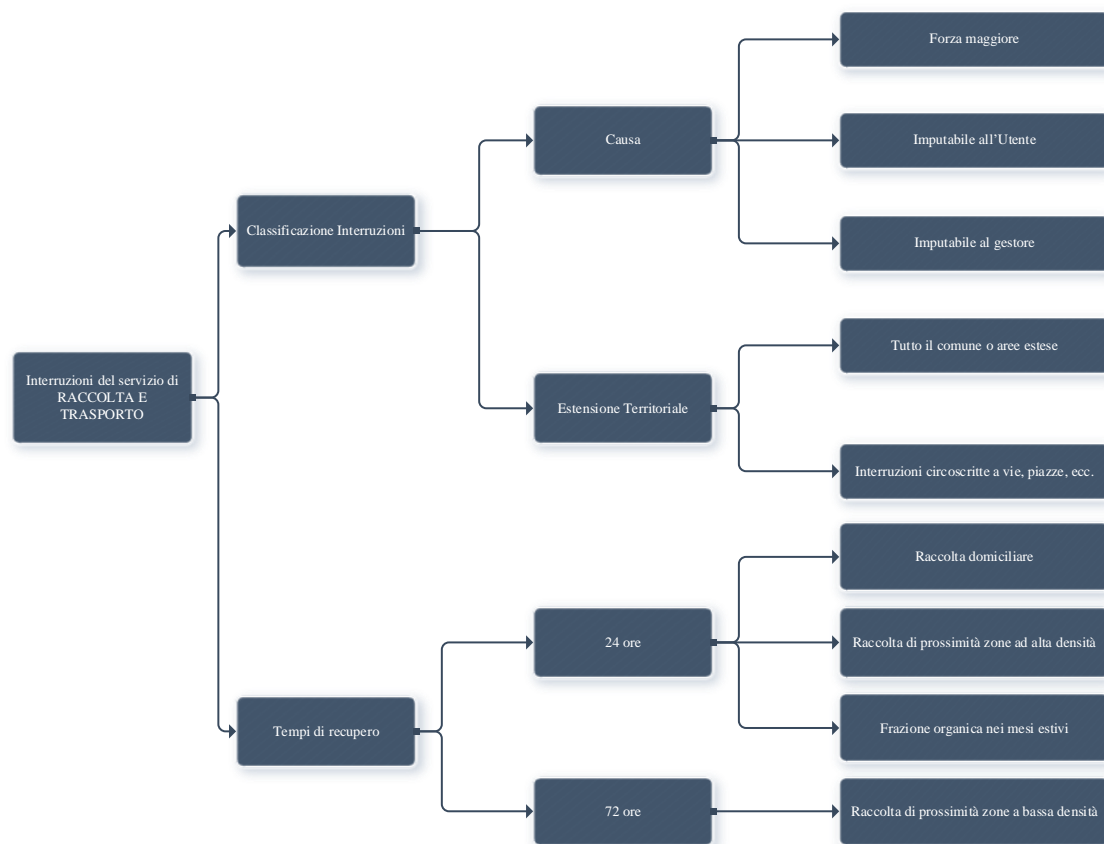 Forza maggiore
Causa
Imputabile all’Utente
Classificazione Interruzioni
Imputabile al gestore
Tutto il comune o aree estese
Interruzioni del servizio di
RACCOLTA E
TRASPORTO
Estensione Territoriale
Interruzioni circoscritte a vie, piazze, ecc.
Raccolta domiciliare
24 ore
Raccolta di prossimità zone ad alta densità
Tempi di recupero
Frazione organica nei mesi estivi
72 ore
Raccolta di prossimità zone a bassa densità